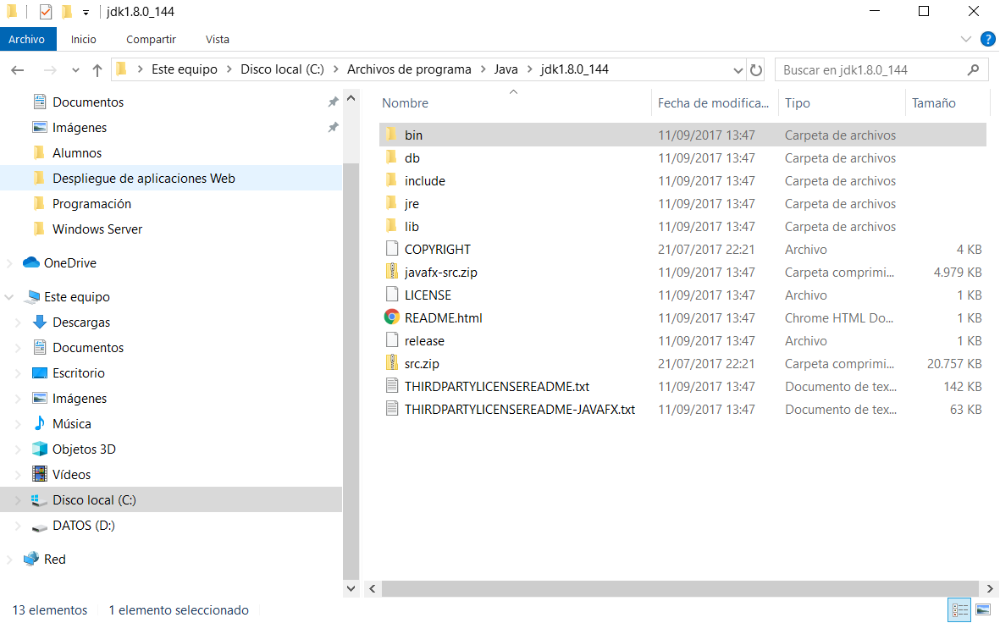 jdk1.8.0_144
Archivo Inicio Compartir Vista
Este equipo Disco local (C:) Archivos de programa Java jdk1.8.0_144 Buscar en jdk1.8.0_144
Documentos
Imágenes
Alumnos
Despliegue de aplicaciones Web
Programación
Windows Server
OneDrive
Este equipo
Descargas
Documentos
Escritorio
Imágenes
Música
Objetos 3D
Vídeos
Disco local (C:)
DATOS (D:)
Red
Nombre Fecha de modifica... Tipo Tamaño
bin 11/09/2017 13:47 Carpeta de archivos
db 11/09/2017 13:47 Carpeta de archivos
include 11/09/2017 13:47 Carpeta de archivos
jre 11/09/2017 13:47 Carpeta de archivos
lib 11/09/2017 13:47 Carpeta de archivos
COPYRIGHT 21/07/2017 22:21 Archivo 4 KB
javafx-src.zip 11/09/2017 13:47 Carpeta comprimi... 4.979 KB
LICENSE 11/09/2017 13:47 Archivo 1 KB
README.html 11/09/2017 13:47 Chrome HTML Do... 1 KB
release 11/09/2017 13:47 Archivo 1 KB
src.zip 21/07/2017 22:21 Carpeta comprimi... 20.757 KB
THIRDPARTYLICENSEREADME.txt 11/09/2017 13:47 Documento de tex... 142 KB
THIRDPARTYLICENSEREADME-JAVAFX.txt 11/09/2017 13:47 Documento de tex... 63 KB
13 elementos 1 elemento seleccionado